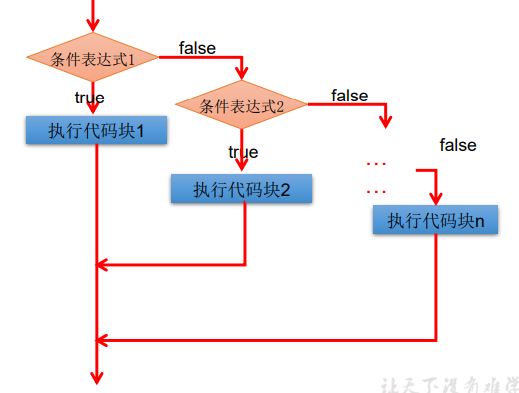 false
条件表达式1
true
执行代码块1
条件表达式2
false
true
执行代码块2
...
...
false
执行代码块n
让天下没有难学